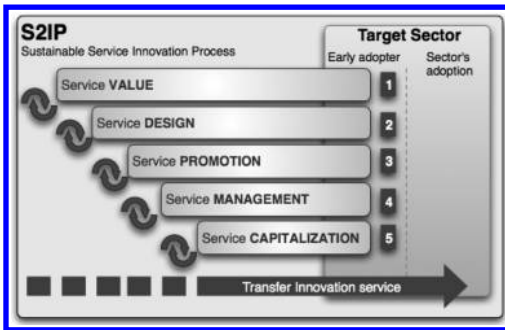 S2IP
Sustainable Service Innovation Process
Target Sector
Early adopter
Sector's
adoption
Service VALUE
1
Service DESIGN
2
Service PROMOTION
3
Service MANAGEMENT
4
Service CAPITALIZATION
5
Transfer Innovation service